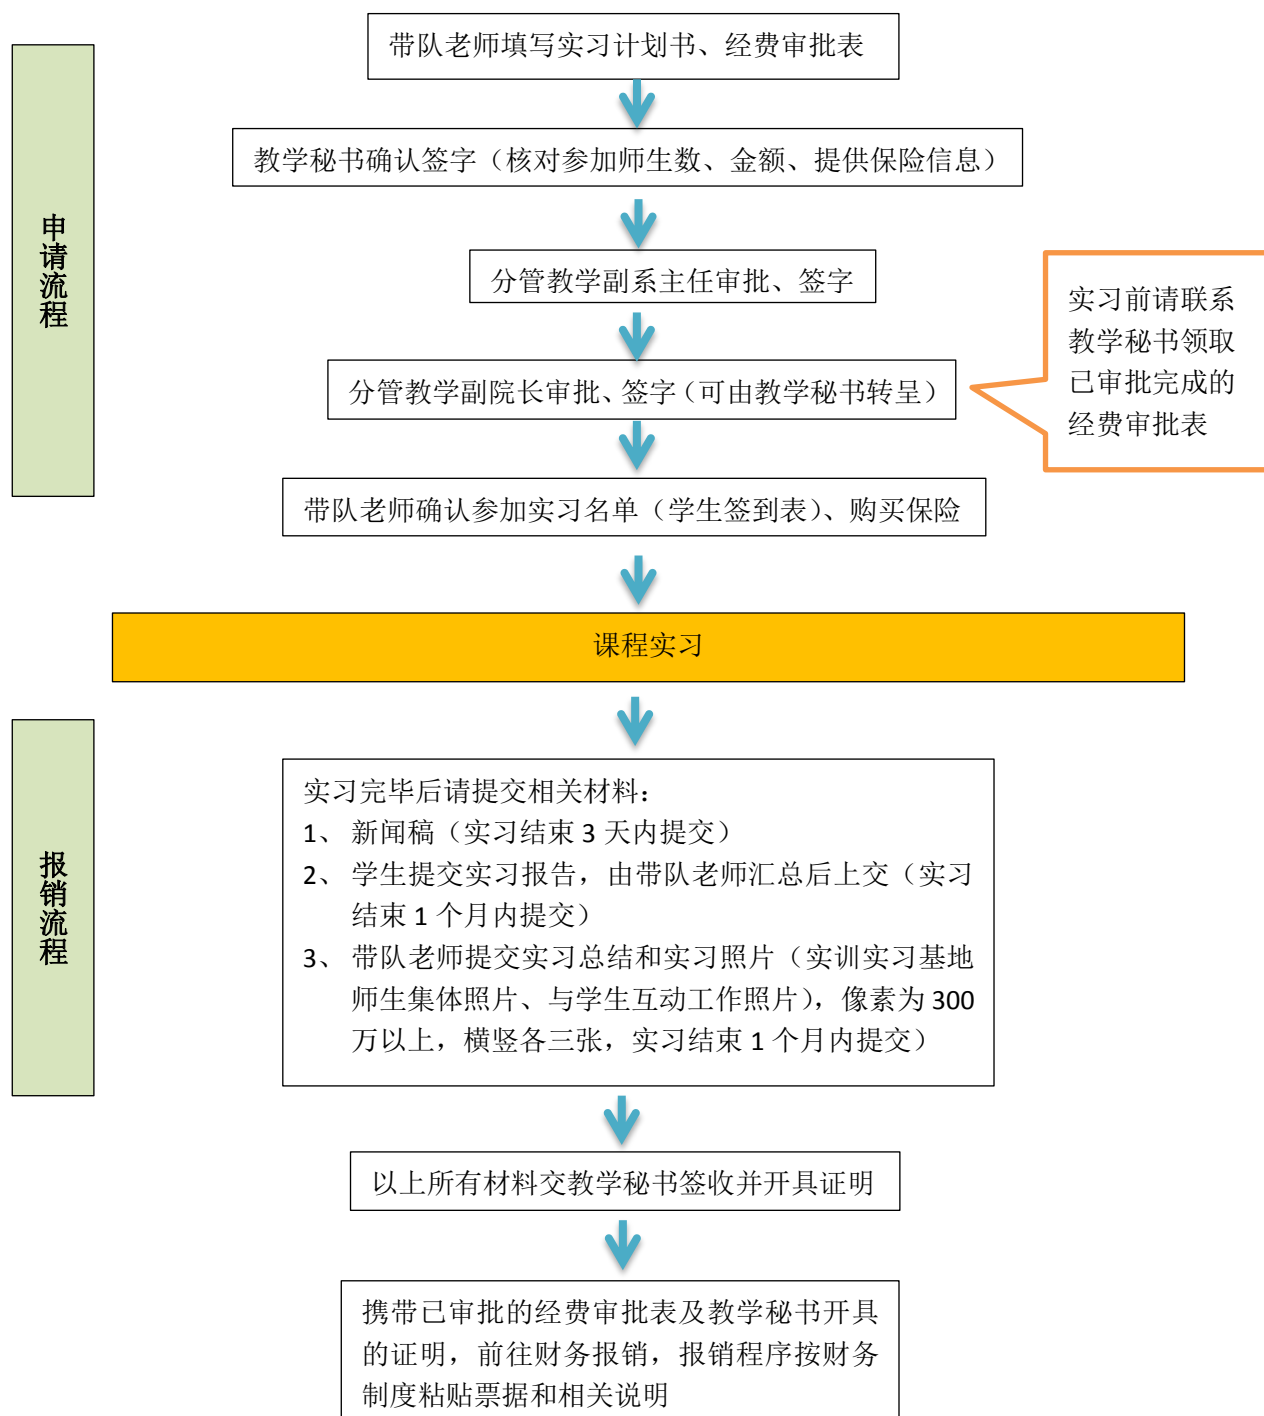 带队老师填写实习计划书、经费审批表
教学秘书确认签字（核对参加师生数、金额、提供保险信息）
申请流程
分管教学副系主任审批、签字
实习前请联系
教学秘书领取
已审批完成的
经费审批表
分管教学副院长审批、签字（可由教学秘书转呈）
带队老师确认参加实习名单（学生签到表）、购买保险
课程实习
报销流程
实习完毕后请提交相关材料：
1、 新闻稿（实习结束 3 天内提交）
2、 学生提交实习报告，由带队老师汇总后上交（实习
结束 1 个月内提交）
3、 带队老师提交实习总结和实习照片（实训实习基地
师生集体照片、与学生互动工作照片），像素为 300
万以上，横竖各三张，实习结束 1 个月内提交）
以上所有材料交教学秘书签收并开具证明
携带已审批的经费审批表及教学秘书开具
的证明，前往财务报销，报销程序按财务
制度粘贴票据和相关说明